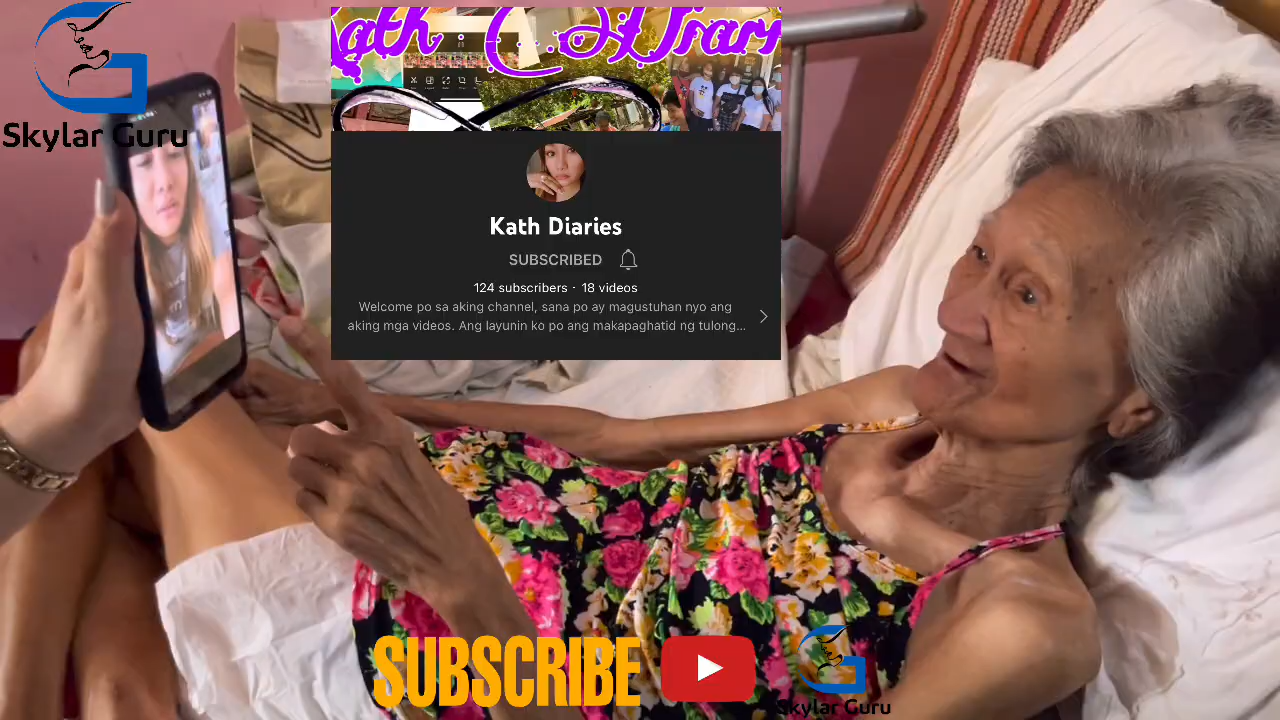 Skylar Guru
Kath Diaries
SUBSCRIBED
124 subscribers · 18 videos
Welcome po sa aking channel, sana po ay magustuhan nyo ang
aking mga videos. Ang layunin ko po ang makapaghatid ng tulong...
SUBSCRIBE
Skylar Guru